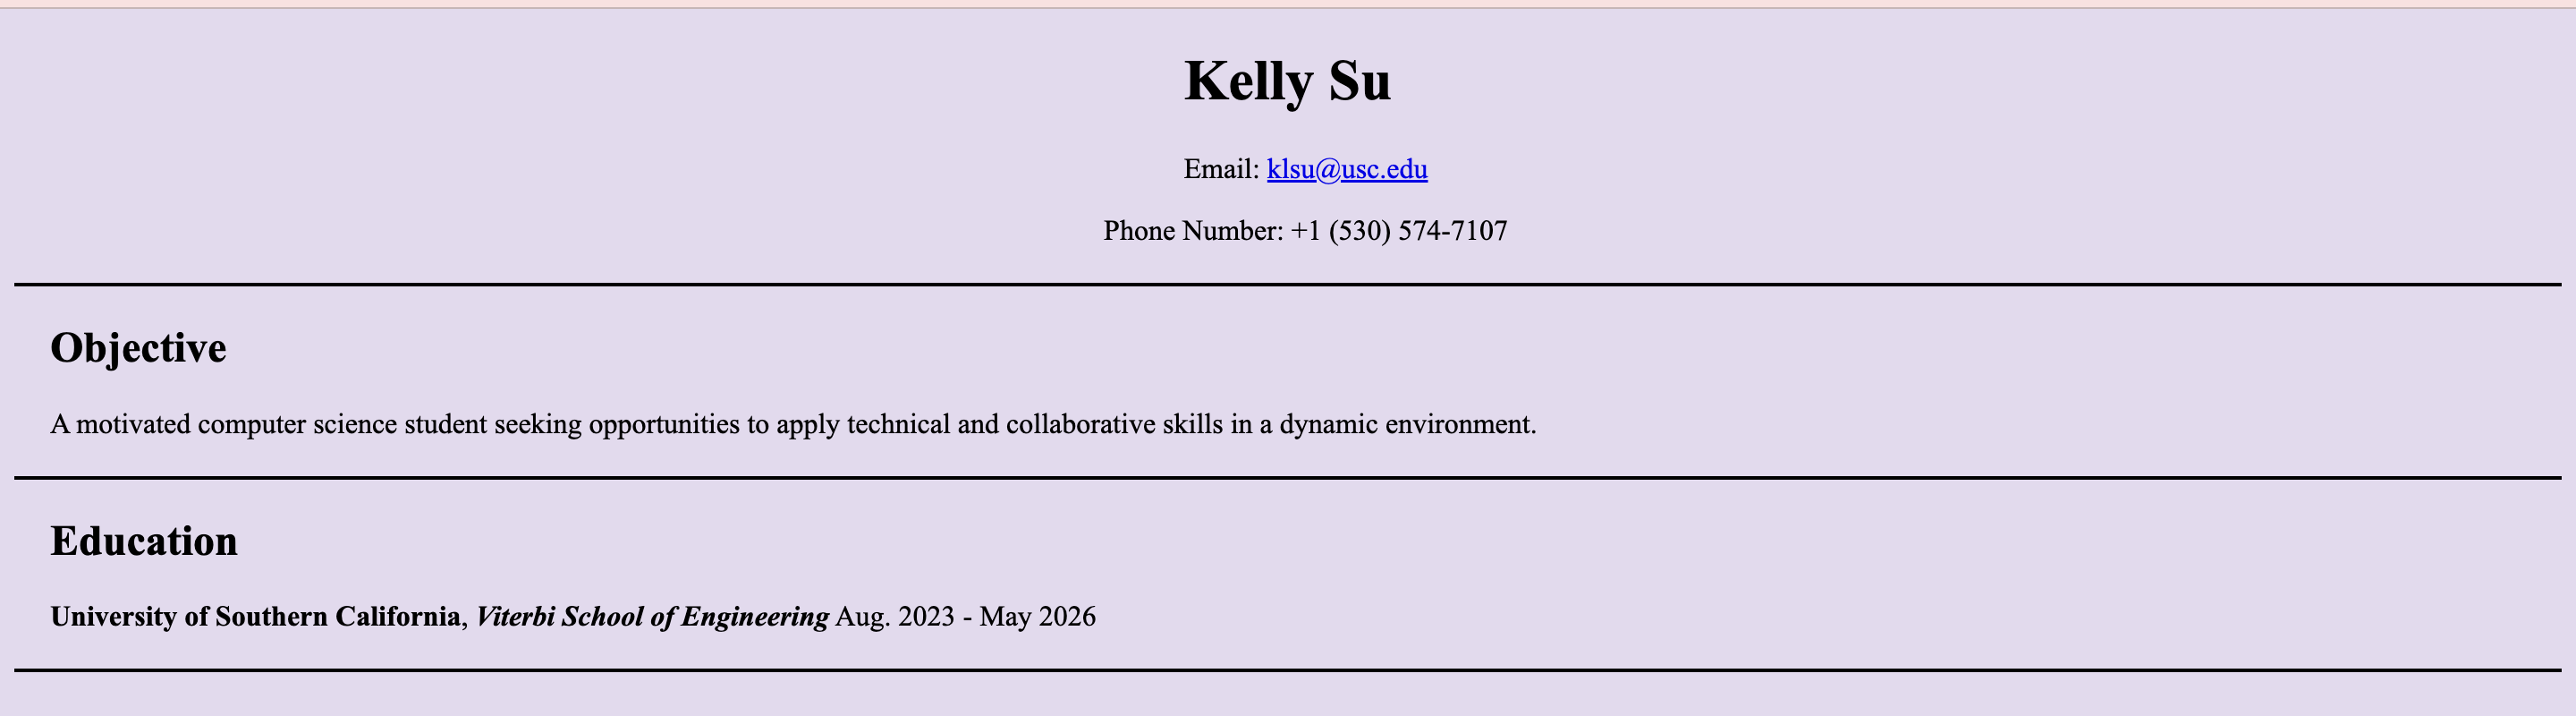 Kelly Su
Email: klsu@usc.edu
Phone Number: +1 (530) 574-7107
Objective
A motivated computer science student seeking opportunities to apply technical and collaborative skills in a dynamic environment.
Education
University of Southern California, Viterbi School of Engineering Aug. 2023 - May 2026